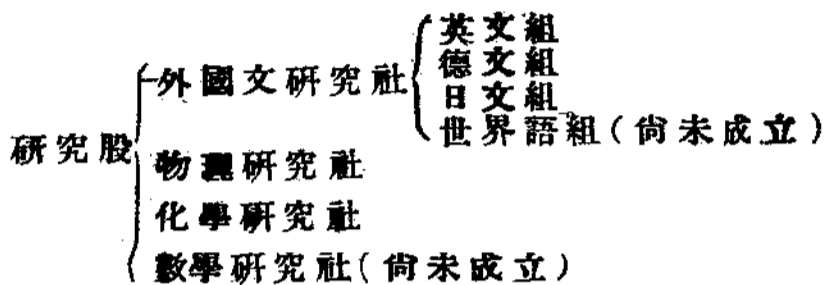 英文組
德文組
外國文研究社
日文組
世界語組(尙未成立)
研究股
物理研究社
化學研究社
數學研究社(尙未成立)